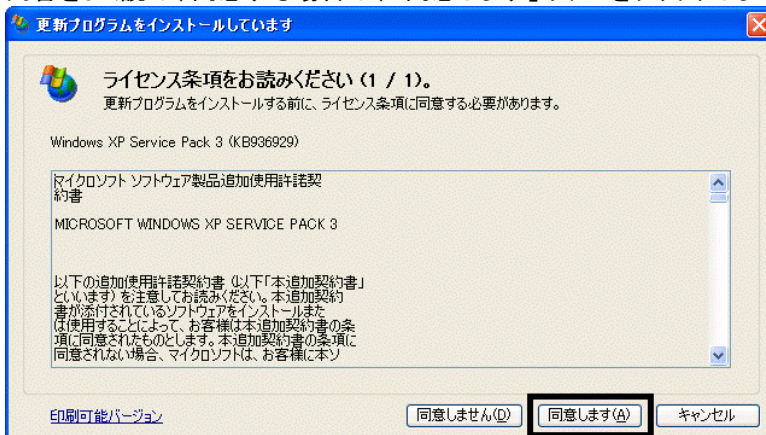 更新プログラムをインストールしています
ライセンス条項をお読みください (1 / 1)。
更新プログラムをインストールする前に、ライセンス条項に同意する必要があります。
Windows XP Service Pack 3 (KB936929)
マイクロソフト ソフトウェア製品追加使用許諾契
約書
MICROSOFT WINDOWS XP SERVICE PACK 3
以下の追加使用許諾契約書 (以下「本追加契約書」
といいます) を注意してお読みください。本追加契約
書が添付されているソフトウェアをインストールまた
は使用することによって、お客様は本追加契約書の条
項に同意されたものとします。本追加契約書の条項に
同意されない場合、マイクロソフトは、お客様に本ソ
印刷可能バージョン
同意しません(D)
同意します(A)
キャンセル